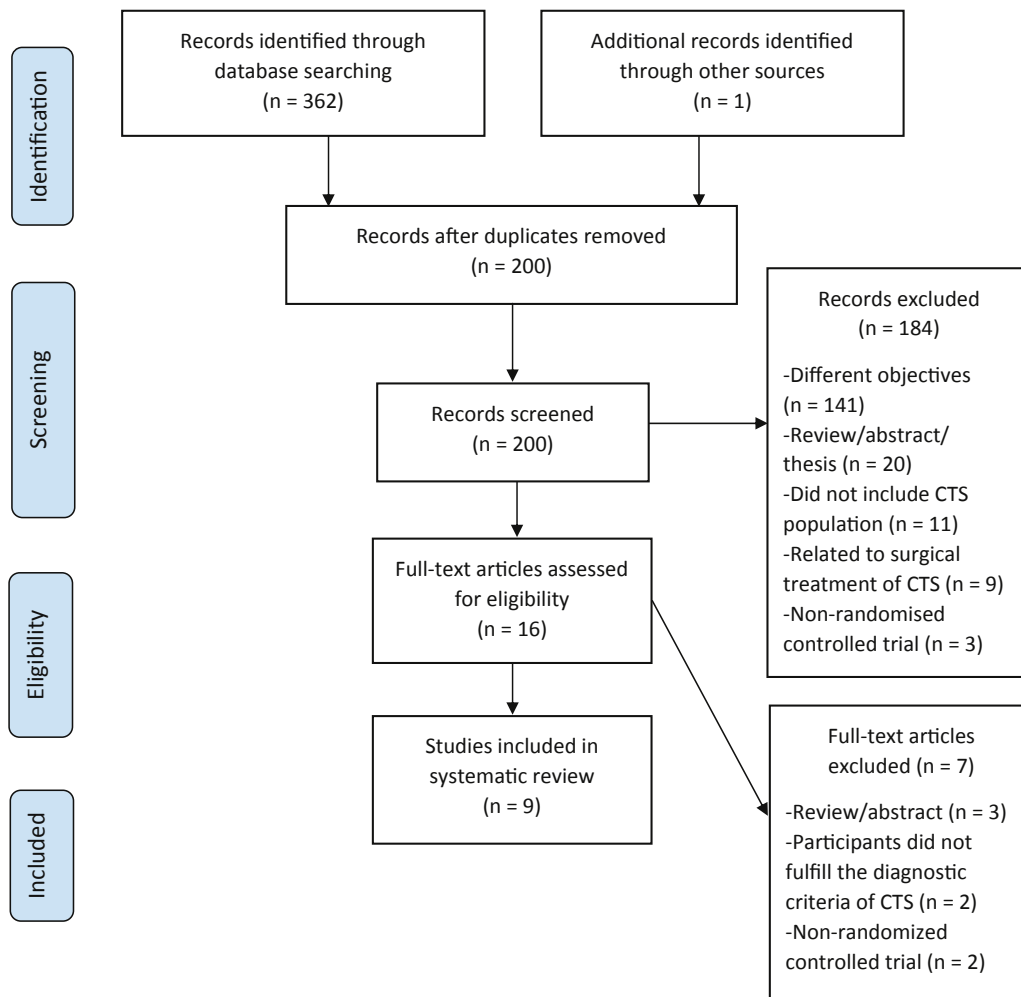 Identification
Records identified through
database searching
(n = 362)
Additional records identified
through other sources
(n = 1)
Records after duplicates removed
(n = 200)
Screening
Records screened
(n = 200)
Records excluded
(n = 184)
-Different objectives
(n = 141)
-Review/abstract/
thesis (n = 20)
-Did not include CTS
population (n = 11)
-Related to surgical
treatment of CTS (n = 9)
-Non-randomised
controlled trial (n = 3)
Eligibility
Full-text articles assessed
for eligibility
(n = 16)
Full-text articles
excluded (n = 7)
-Review/abstract (n = 3)
-Participants did not
fulfill the diagnostic
criteria of CTS (n = 2)
-Non-randomized
controlled trial (n = 2)
Included
Studies included in
systematic review
(n = 9)